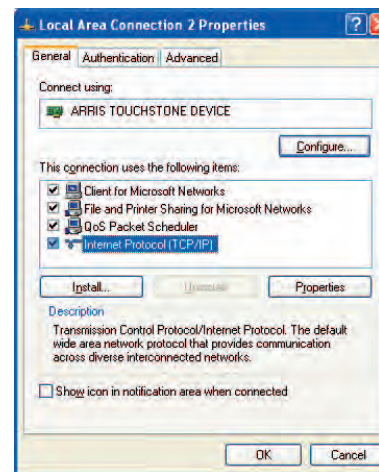 Local Area Connection 2 Properties
General Authentication Advanced
Connect using:
ARRIS TOUCHSTONE DEVICE
Configure...
This connection uses the following items:
Client for Microsoft Networks
File and Printer Sharing for Microsoft Networks
QoS Packet Scheduler
Internet Protocol (TCP/IP)
Install... Uninstall Properties
Description
Transmission Control Protocol/Internet Protocol. The default
wide area network protocol that provides communication
across diverse interconnected networks.
Show icon in notification area when connected
OK Cancel